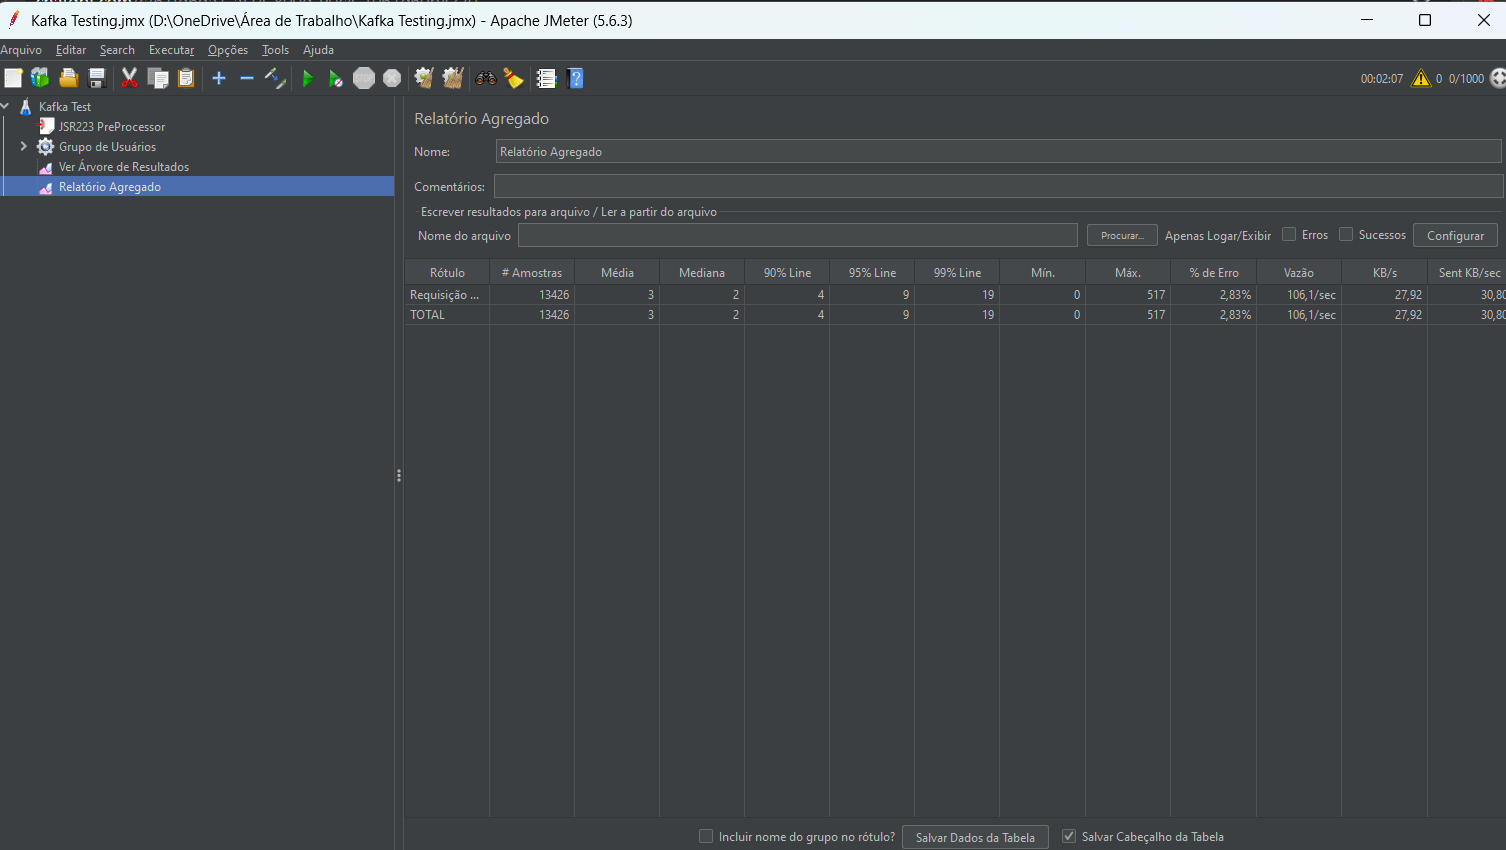 Kafka Testing.jmx (D:\OneDrive\Área de Trabalho\Kafka Testing.jmx) - Apache JMeter (5.6.3)
Arquivo Editar Search Executar Opções Tools Ajuda
00:02:07 0 0/1000
Kafka Test
JSR223 PreProcessor
Grupo de Usuários
Ver Árvore de Resultados
Relatório Agregado
Relatório Agregado
Nome: Relatório Agregado
Comentários:
Escrever resultados para arquivo / Ler a partir do arquivo
Nome do arquivo Procurar... Apenas Logar/Exibir Erros Sucessos Configurar
Rótulo # Amostras Média Mediana 90% Line 95% Line 99% Line Mín. Máx. % de Erro Vazão KB/s Sent KB/sec
Requisição ... 13426 3 2 4 9 19 0 517 2,83% 106,1/sec 27,92 30,80
TOTAL 13426 3 2 4 9 19 0 517 2,83% 106,1/sec 27,92 30,80
Incluir nome do grupo no rótulo? Salvar Dados da Tabela Salvar Cabeçalho da Tabela